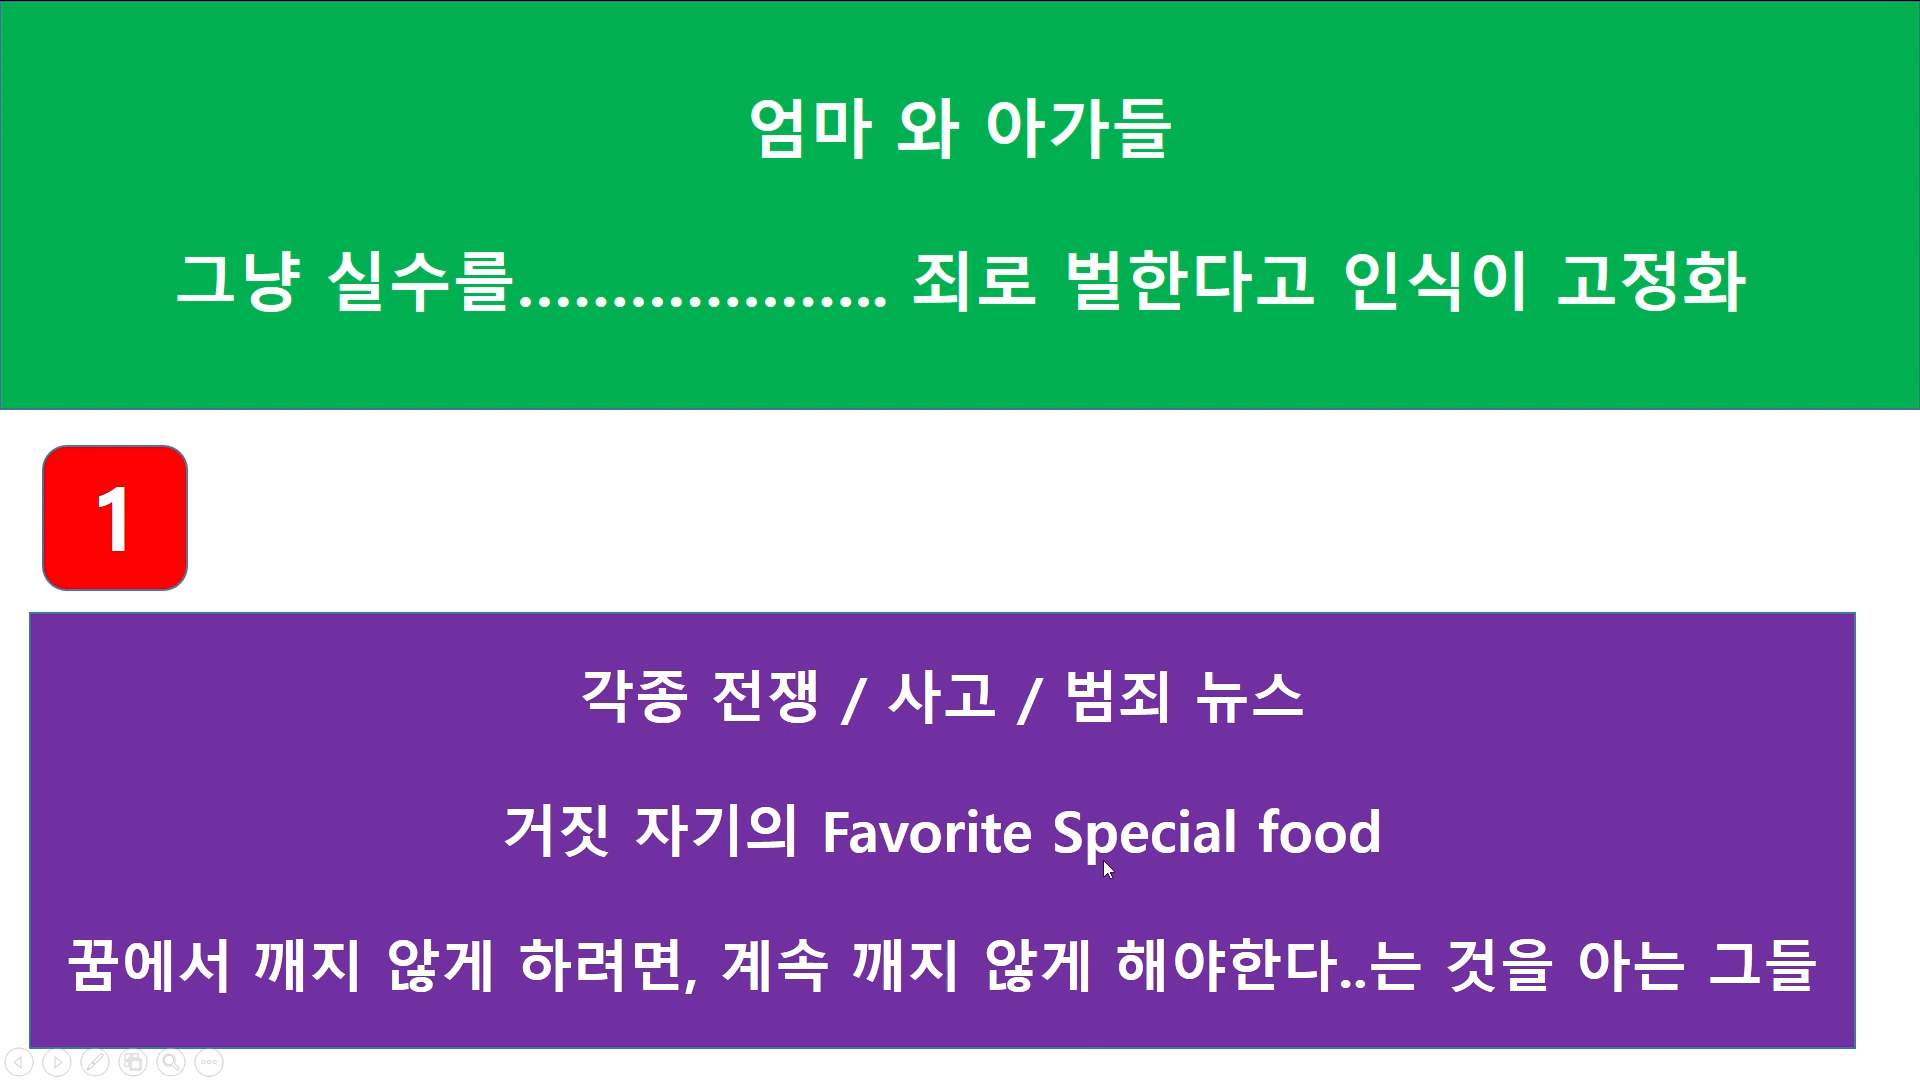 엄마 와 아가들
그냥 실수를.................... 죄로 벌한다고 인식이 고정화
1
각종 전쟁 / 사고 / 범죄 뉴스
거짓 자기의 Favorite Special food
꿈에서 깨지 않게 하려면, 계속 깨지 않게 해야한다..는 것을 아는 그들